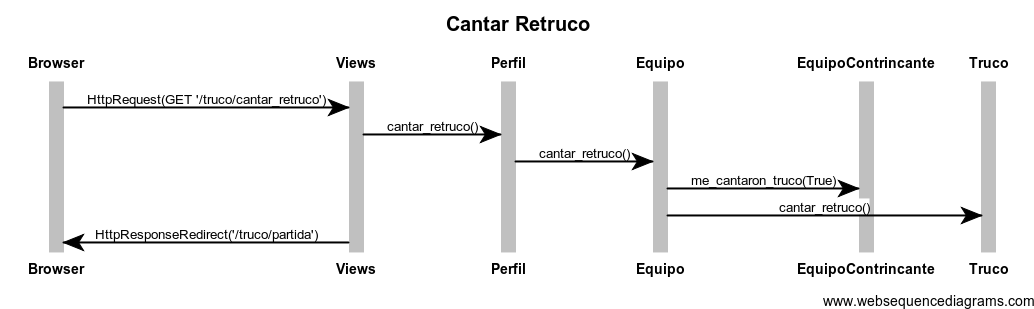 Cantar Retruco
Browser Views Perfil Equipo EquipoContrincante Truco
HttpRequest(GET '/truco/cantar_retruco')
cantar_retruco()
cantar_retruco()
me_cantaron_truco(True)
cantar_retruco()
HttpResponseRedirect('/truco/partida')
Browser Views Perfil Equipo EquipoContrincante Truco
www.websequencediagrams.com